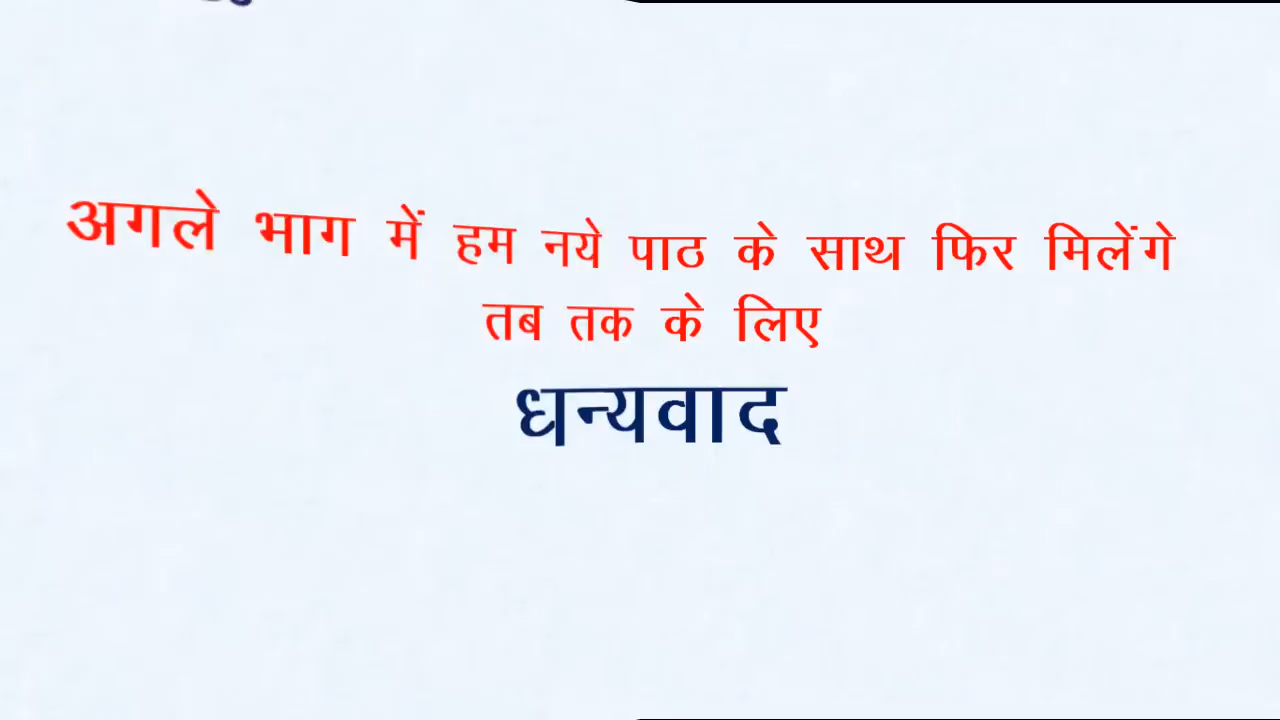 अगले भाग में हम नये पाठ के साथ फिर मिलेंगे
तब तक के लिए
धन्यवाद